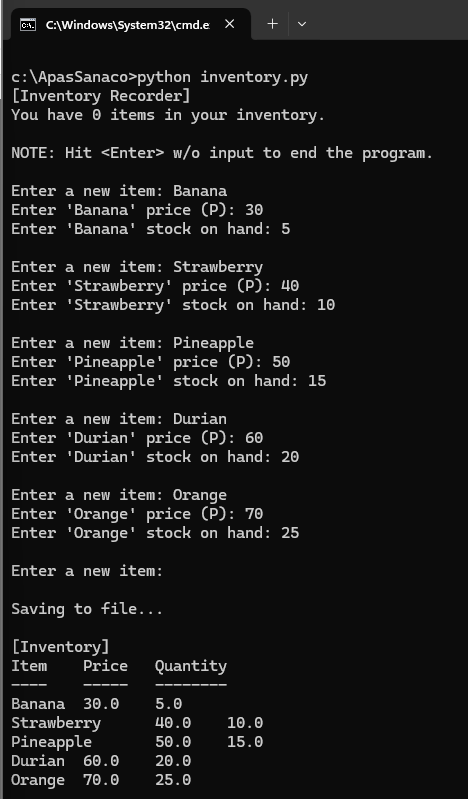 C:\Windows\System32\cmd.e
c:\ApasSanaco>python inventory.py
[Inventory Recorder]
You have 0 items in your inventory.
NOTE: Hit <Enter> w/o input to end the program.
Enter a new item: Banana
Enter 'Banana' price (P): 30
Enter 'Banana' stock on hand: 5
Enter a new item: Strawberry
Enter 'Strawberry' price (P): 40
Enter 'Strawberry' stock on hand: 10
Enter a new item: Pineapple
Enter 'Pineapple' price (P): 50
Enter 'Pineapple' stock on hand: 15
Enter a new item: Durian
Enter 'Durian' price (P): 60
Enter 'Durian' stock on hand: 20
Enter a new item: Orange
Enter 'Orange' price (P): 70
Enter 'Orange' stock on hand: 25
Enter a new item:
Saving to file...
[Inventory]
Item    Price   Quantity
----    -----   --------
Banana  30.0    5.0
Strawberry      40.0    10.0
Pineapple       50.0    15.0
Durian  60.0    20.0
Orange  70.0    25.0